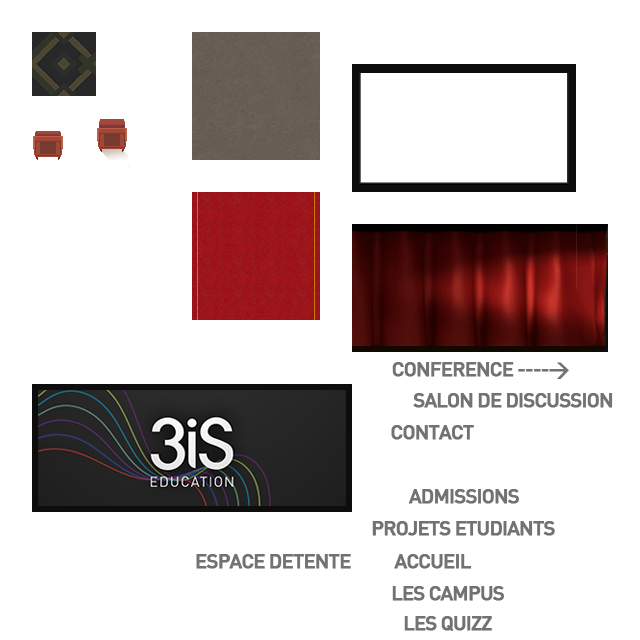 CONFERENCE ----->
SALON DE DISCUSSION
CONTACT
3iS
EDUCATION
ADMISSIONS
PROJETS ETUDIANTS
ESPACE DETENTE
ACCUEIL
LES CAMPUS
LES QUIZZ